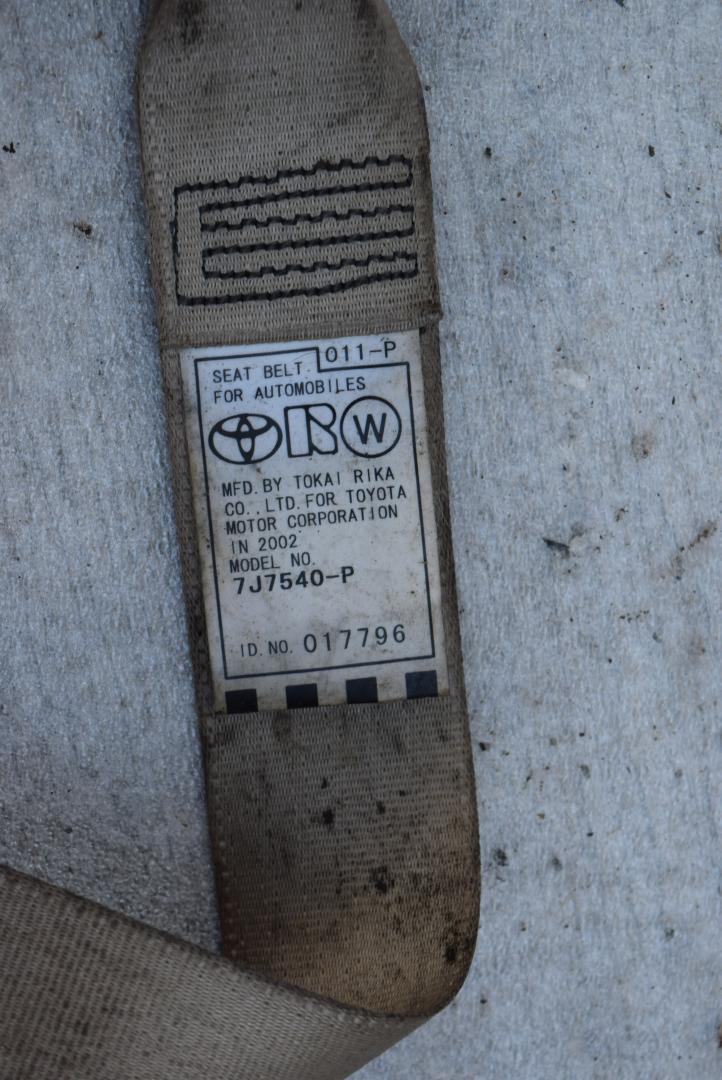 011-P
SEAT BELT.
FOR AUTOMOBILES
W
MFD. BY TOKAI RIKA
CO., LTD. FOR TOYOTA
MOTOR CORPORATION
IN 2002
MODEL NO.
7J7540-P
ID. NO. 017796